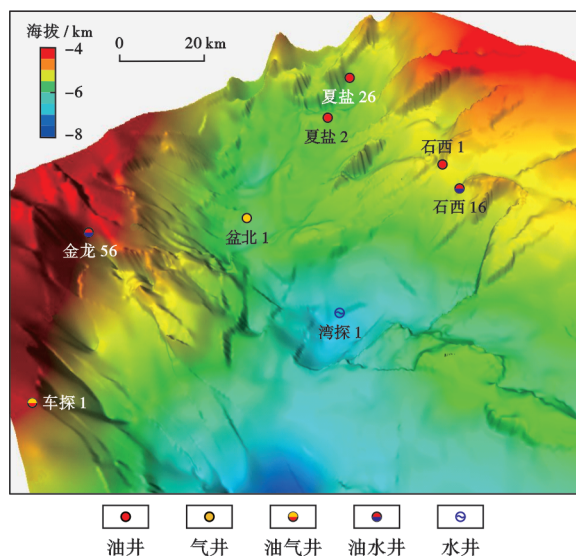 海拔/km
-4
-6
-8
0
20 km
夏盐 26
夏盐 2
石西 1
石西 16
盆北 1
金龙 56
湾探 1
车探 1
油井
气井
油气井
油水井
水井